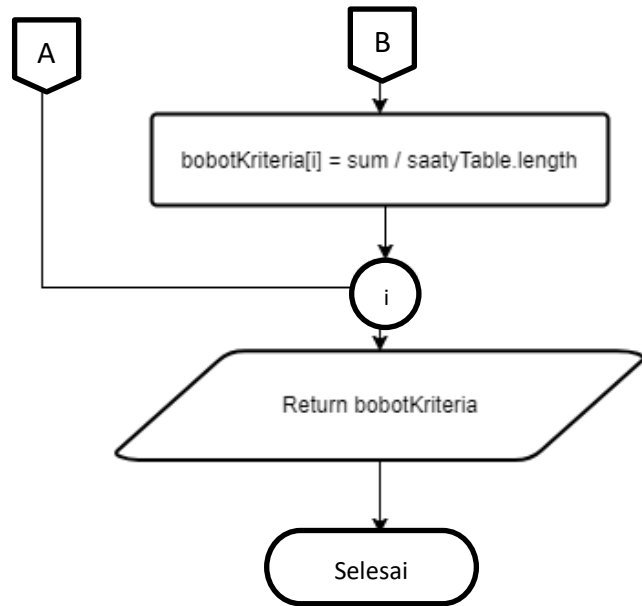 A
B
bobotKriteria[i] = sum / saatyTable.length
i
Return bobotKriteria
Selesai